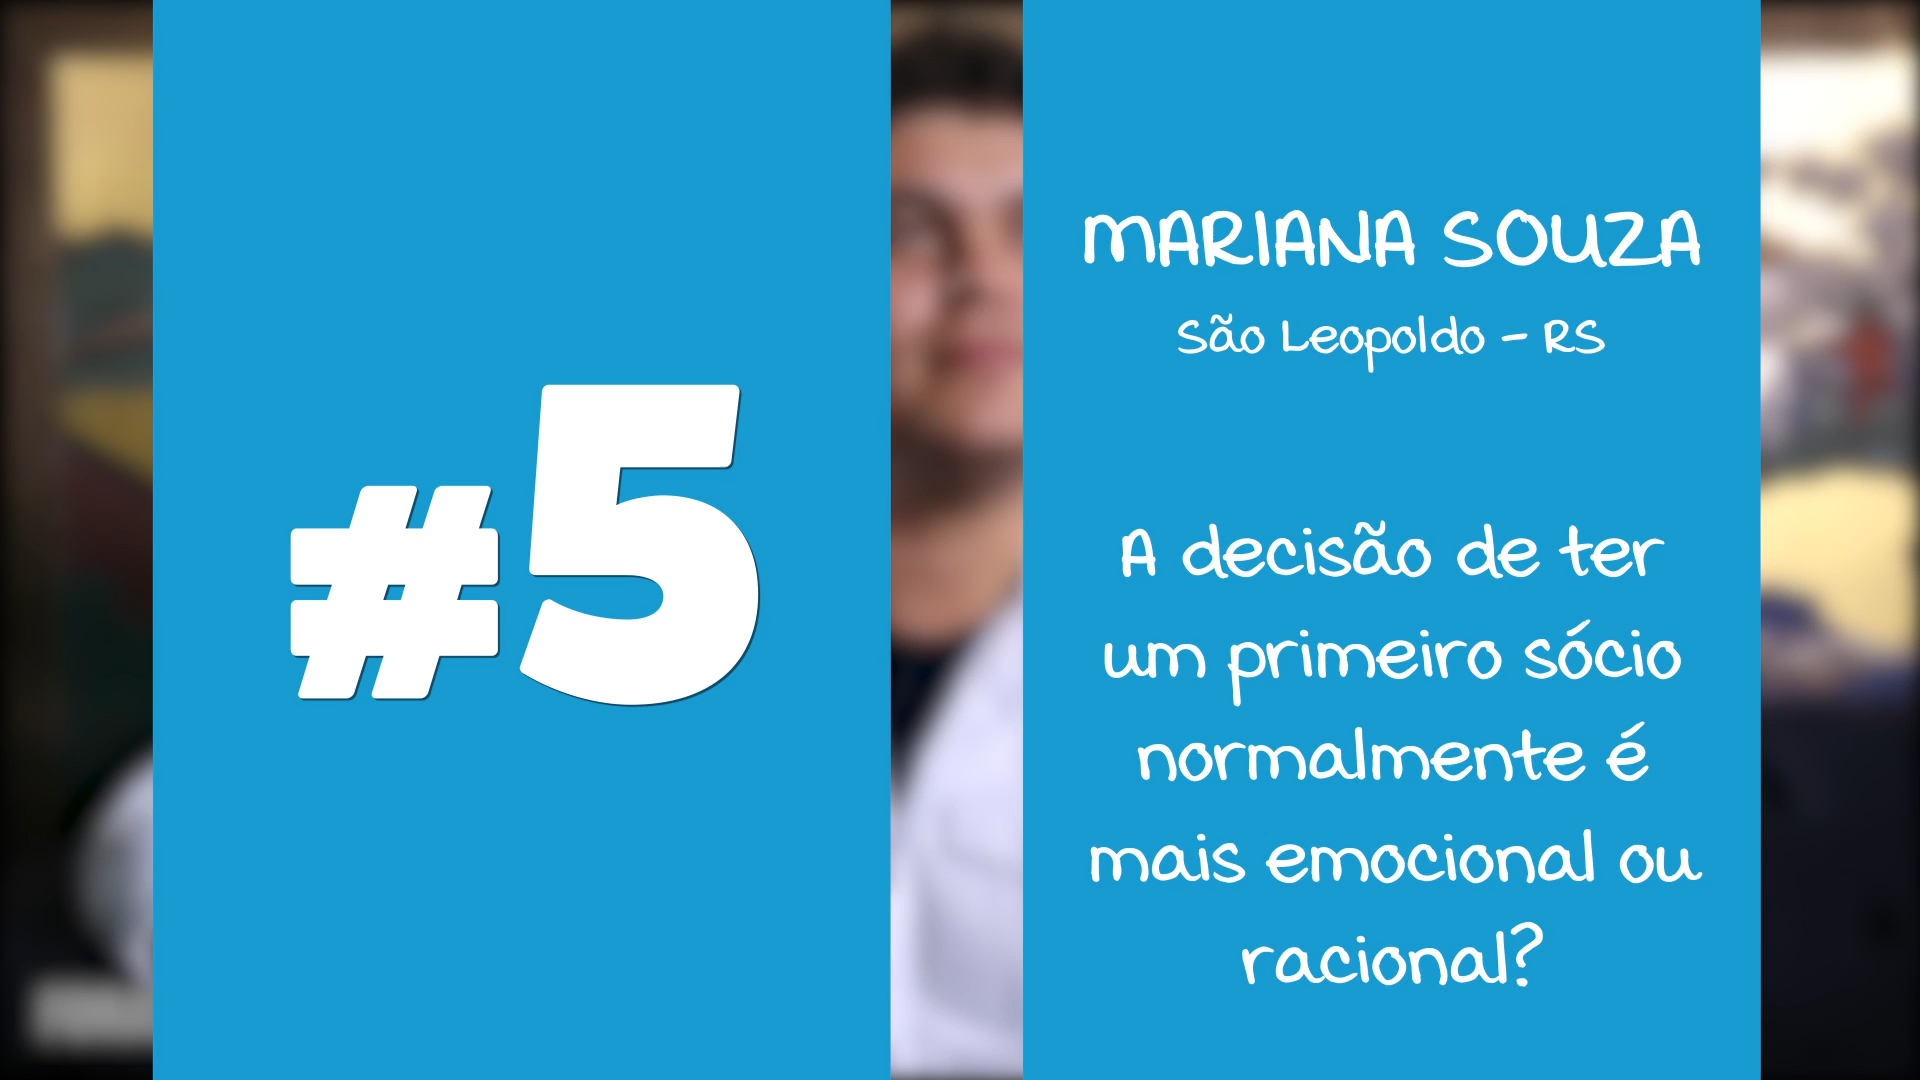 #5
MARIANA SOUZA
São Leopoldo - RS
A decisão de ter
um primeiro sócio
normalmente é
mais emocional ou
racional?